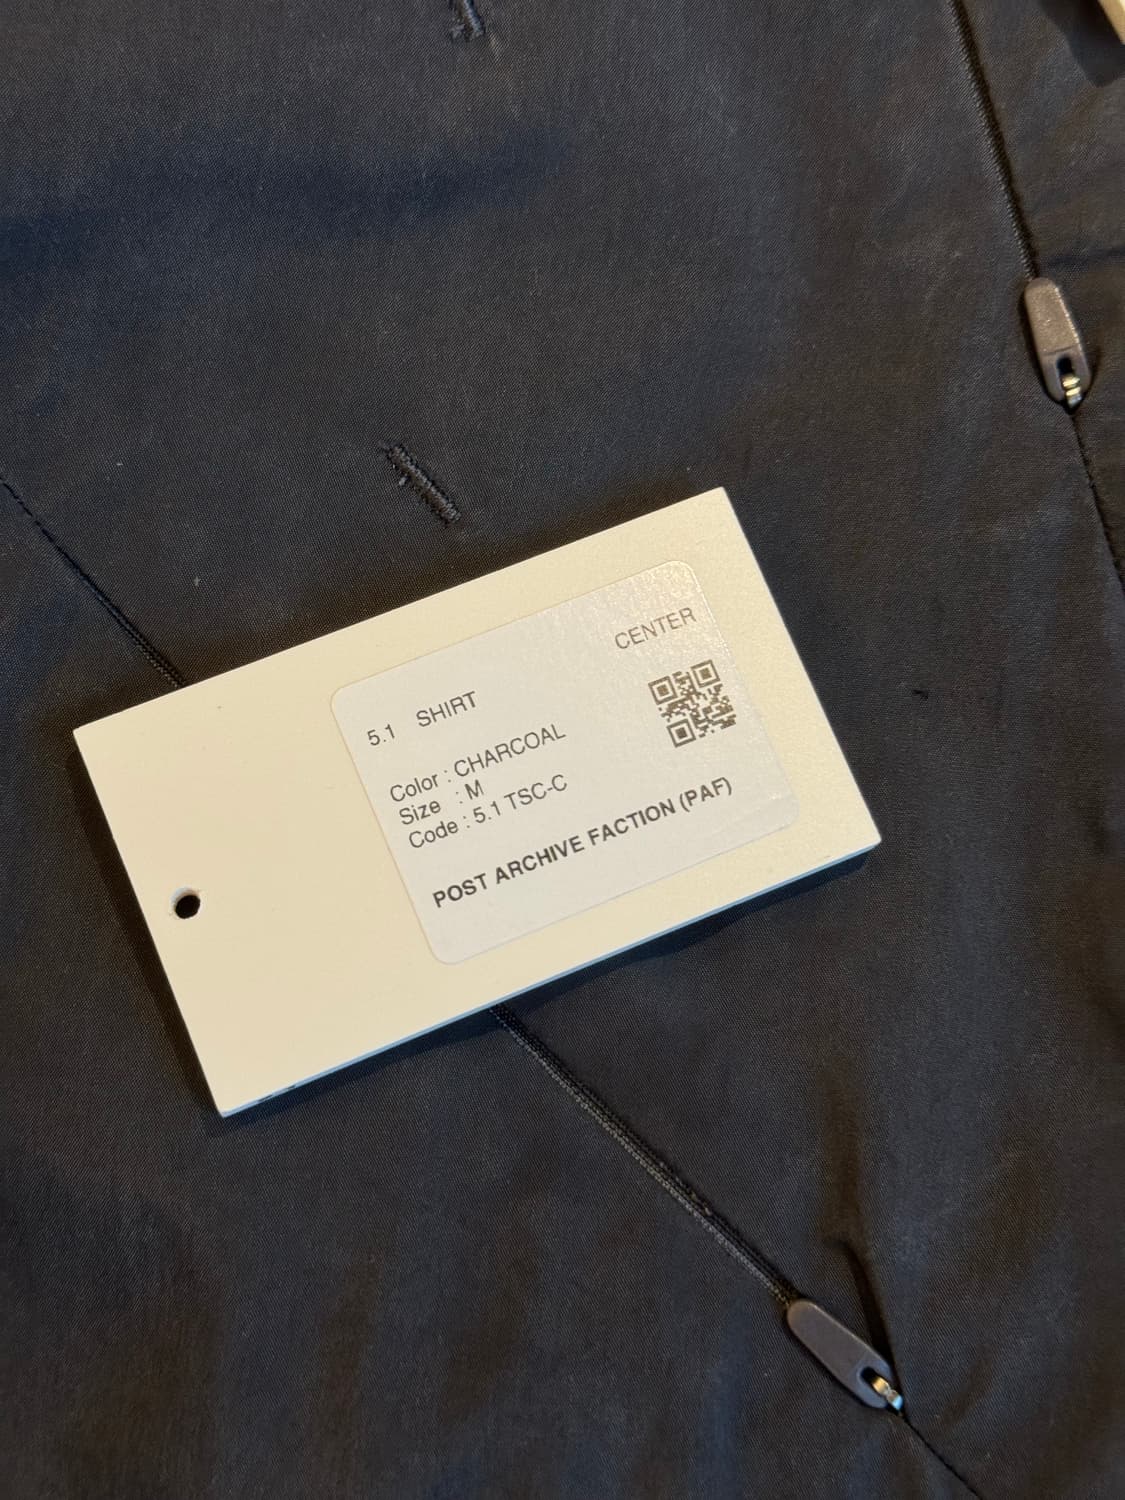 CENTER
5.1 SHIRT
Color : CHARCOAL
Size : M
Code : 5.1 TSC-C
POST ARCHIVE FACTION (PAF)